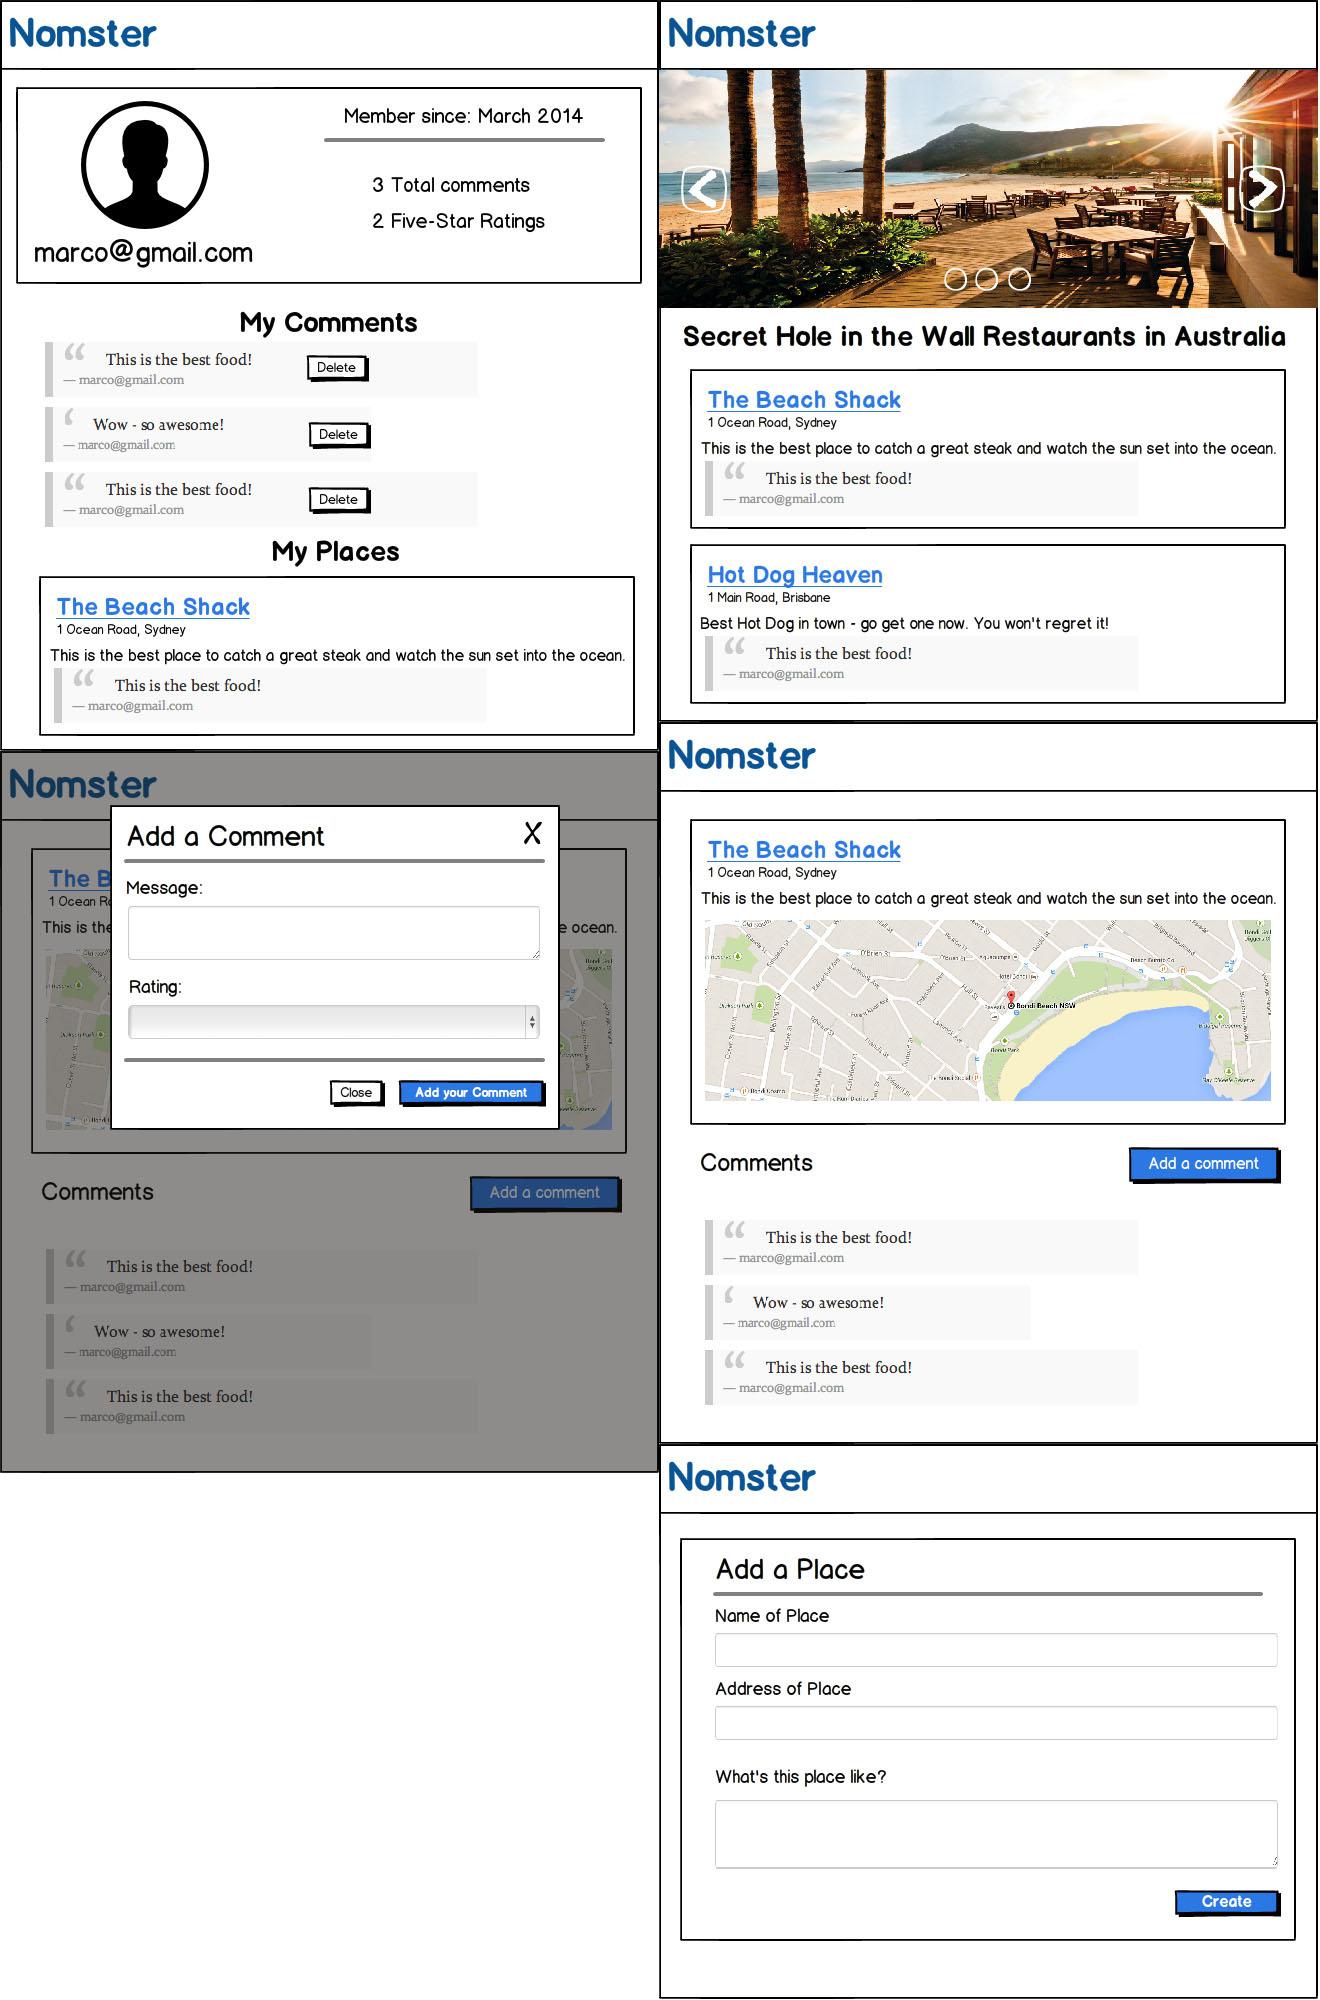 Nomster
marco@gmail.com
Member since: March 2014
3 Total comments
2 Five-Star Ratings
My Comments
“ This is the best food!
— marco@gmail.com
Delete
‘ Wow - so awesome!
— marco@gmail.com
Delete
“ This is the best food!
— marco@gmail.com
Delete
My Places
The Beach Shack
1 Ocean Road, Sydney
This is the best place to catch a great steak and watch the sun set into the ocean.
“ This is the best food!
— marco@gmail.com
Nomster
Secret Hole in the Wall Restaurants in Australia
The Beach Shack
1 Ocean Road, Sydney
This is the best place to catch a great steak and watch the sun set into the ocean.
“ This is the best food!
— marco@gmail.com
Hot Dog Heaven
1 Main Road, Brisbane
Best Hot Dog in town - go get one now. You won't regret it!
“ This is the best food!
— marco@gmail.com
Nomster
The B
1 Ocean Ro
This is the
e ocean.
Add a Comment
X
Message:
Rating:
Close
Add your Comment
Comments
Add a comment
“ This is the best food!
— marco@gmail.com
‘ Wow - so awesome!
— marco@gmail.com
“ This is the best food!
— marco@gmail.com
Nomster
The Beach Shack
1 Ocean Road, Sydney
This is the best place to catch a great steak and watch the sun set into the ocean.
O'Brien St
Beach Burrito Co
Bondi Beach NSW
Bondi Park
Comments
Add a comment
“ This is the best food!
— marco@gmail.com
‘ Wow - so awesome!
— marco@gmail.com
“ This is the best food!
— marco@gmail.com
Nomster
Add a Place
Name of Place
Address of Place
What's this place like?
Create